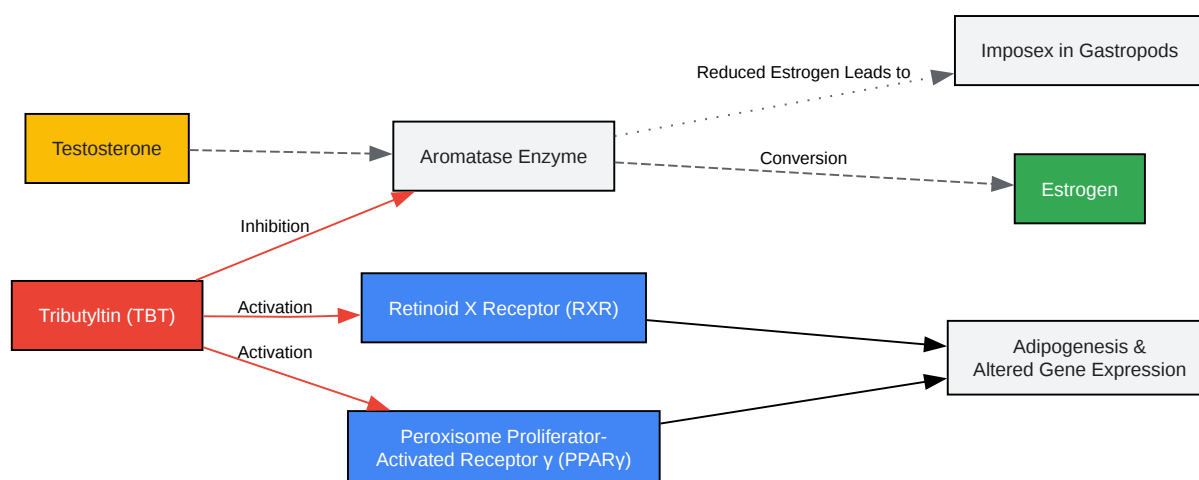 Imposex in Gastropods
Reduced Estrogen Leads to
Testosterone
Aromatase Enzyme
Conversion
Estrogen
Inhibition
Tributyltin (TBT)
Activation
Retinoid X Receptor (RXR)
Adipogenesis &
Altered Gene Expression
Activation
Peroxisome Proliferator-
Activated Receptor γ (PPARγ)